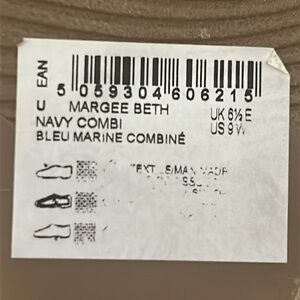 EAN
5 059304 606215
U
MARGEE BETH
NAVY COMBI
BLEU MARINE COMBINÉ
UK 6½ E
US 9 W